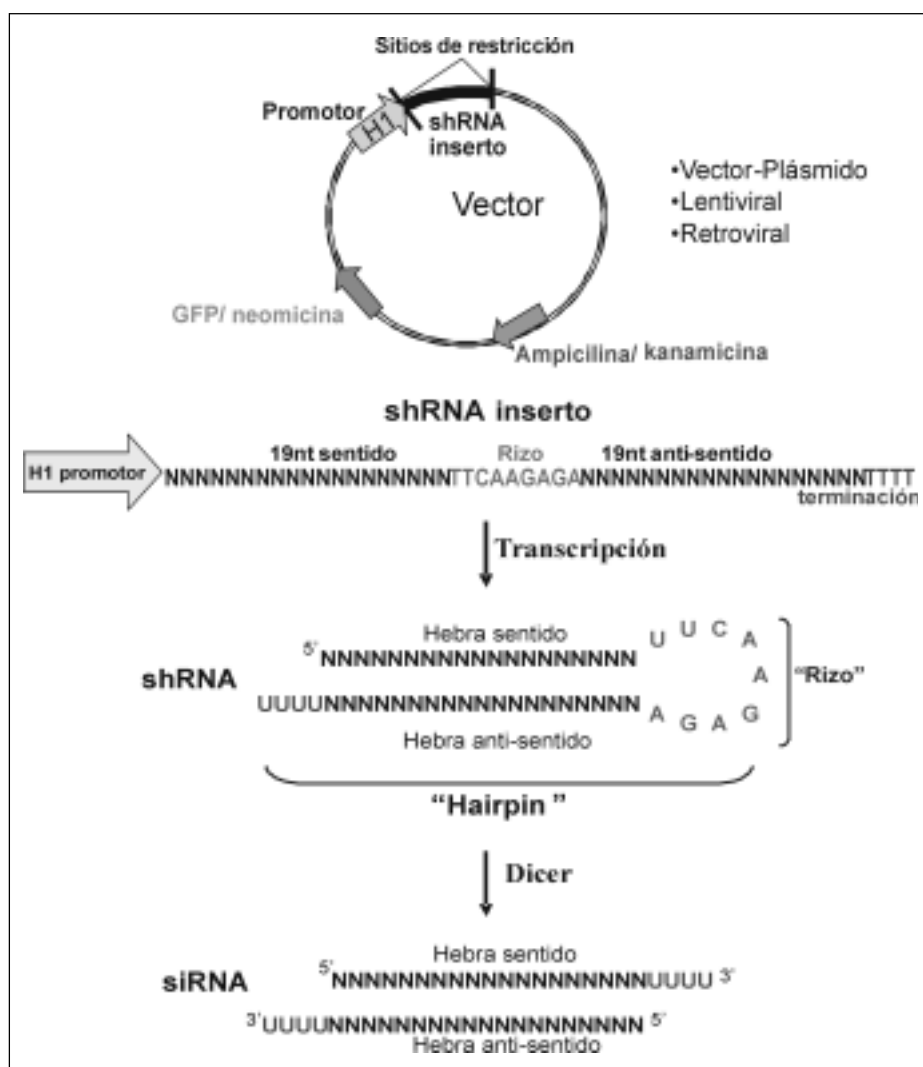 Sitios de restricción
Promotor
H1
shRNA
inserto
Vector
•Vector-Plásmido
•Lentiviral
•Retroviral
GFP/ neomicina
Ampicilina/ kanamicina
shRNA inserto
19nt sentido Rizo 19nt anti-sentido
H1 promotor NNNNNNNNNNNNNNNNNNNTTCAAGAGANNNNNNNNNNNNNNNNNNNTTTT
terminación
Transcripción
Hebra sentido
5´NNNNNNNNNNNNNNNNNNN U U C A
shRNA A "Rizo"
UUUUNNNNNNNNNNNNNNNNNNN A G A G
Hebra anti-sentido
"Hairpin"
Dicer
Hebra sentido
siRNA 5´NNNNNNNNNNNNNNNNNNNUUUU 3´
3´UUUUNNNNNNNNNNNNNNNNNNN 5´
Hebra anti-sentido